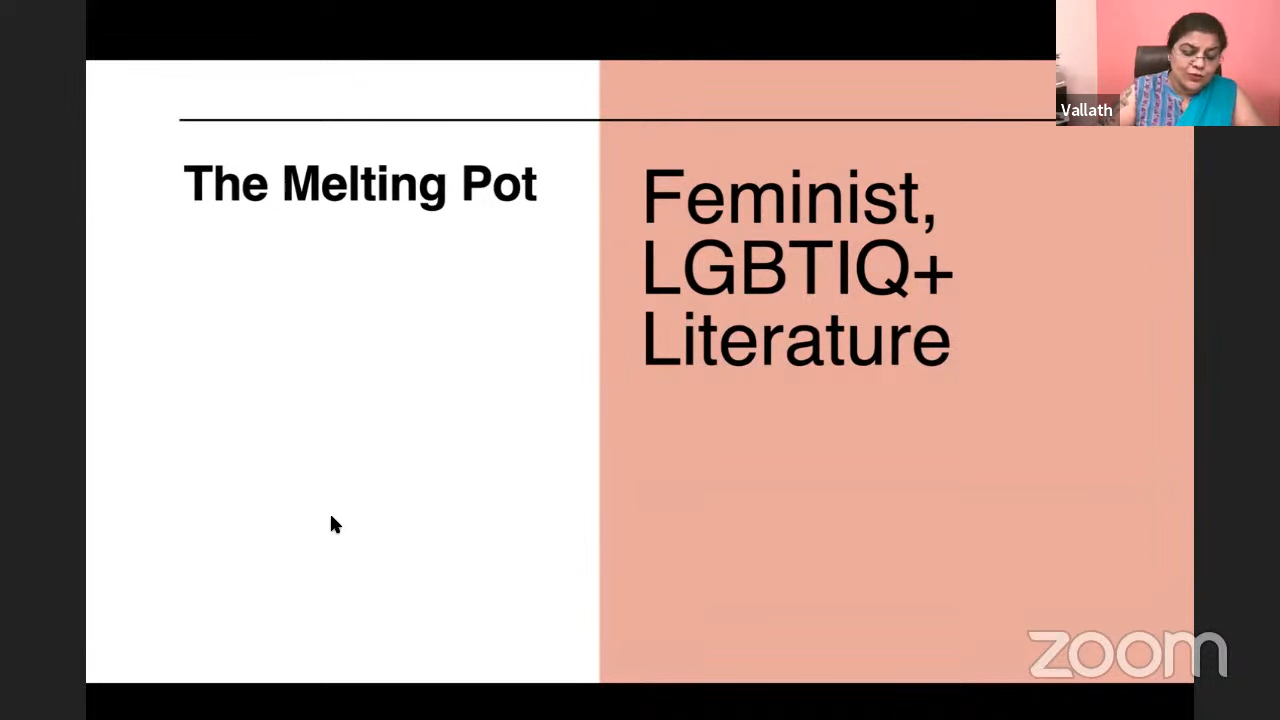 The Melting Pot
Feminist,
LGBTIQ+
Literature
Vallath
zoom